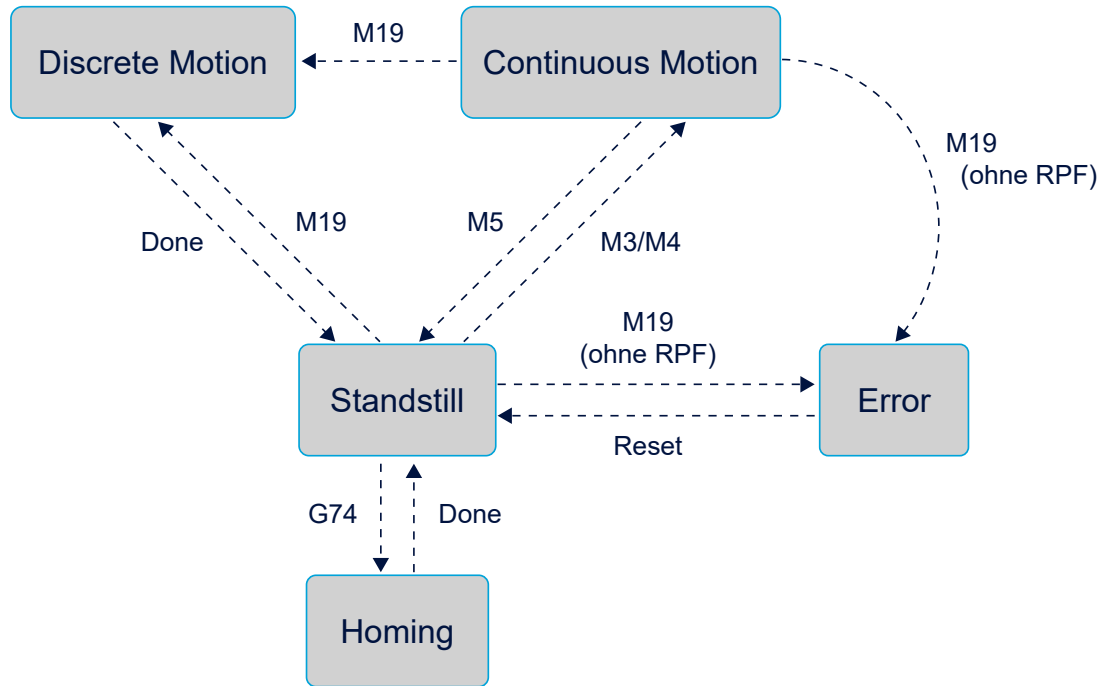 M19
Discrete Motion
Continuous Motion
M19
(ohne RPF)
Done
M19
M5
M3/M4
M19
(ohne RPF)
Standstill
Error
Reset
G74
Done
Homing